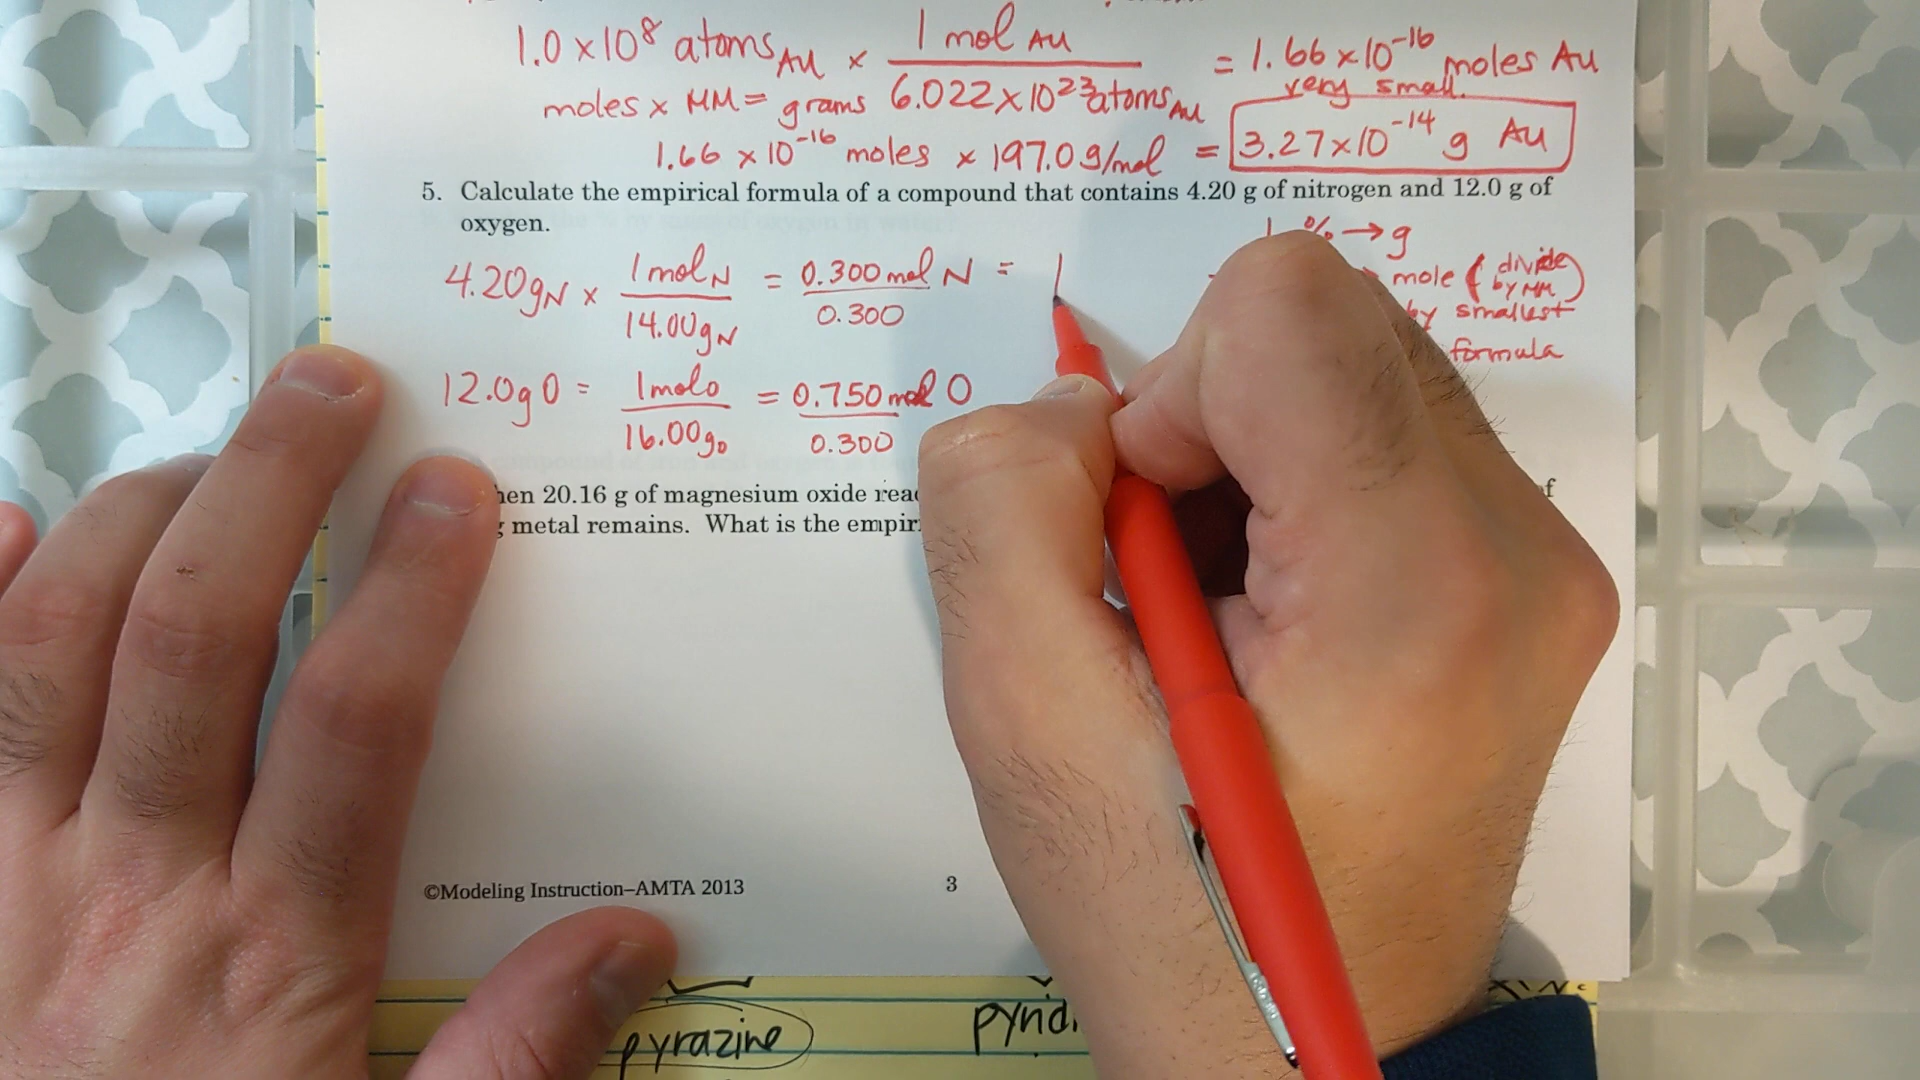 1.0 x 10⁸ atoms Au x 1 mol Au / 6.022 x 10²³ atoms Au = 1.66 x 10⁻¹⁶ moles Au
very small.
moles x MM = grams
1.66 x 10⁻¹⁶ moles x 197.0 g/mol = 3.27 x 10⁻¹⁴ g Au
5. Calculate the empirical formula of a compound that contains 4.20 g of nitrogen and 12.0 g of
oxygen.
% → g
mole (divide by MM)
by smallest
formula
4.20 g N x 1 mol N / 14.00 g N = 0.300 mol N / 0.300 = 1
12.0 g O = 1 mol O / 16.00 g O = 0.750 mol O / 0.300
20.16 g of magnesium oxide
of
metal remains. What is the
©Modeling Instruction–AMTA 2013
3
pyrazine